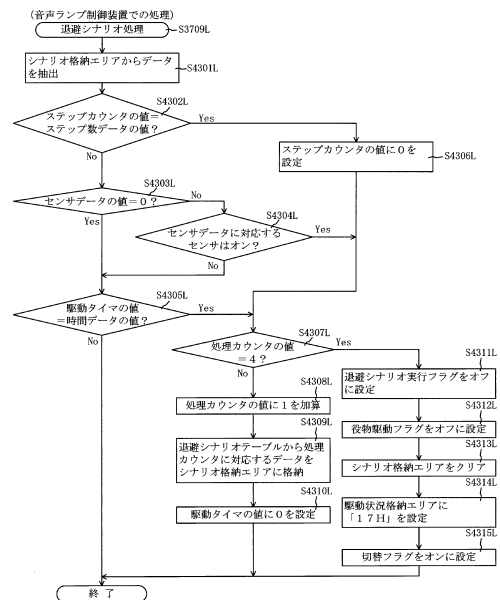 (音声ランプ制御装置での処理)
退避シナリオ処理
S3709L
シナリオ格納エリアからデータ
を抽出
S4301L
S4302L
ステップカウンタの値=
ステップ数データの値?
Yes
No
ステップカウンタの値に0を
設定
S4306L
S4303L
センサデータの値=0?
No
Yes
S4304L
センサデータに対応する
センサはオン?
Yes
No
S4305L
駆動タイマの値
=時間データの値?
Yes
No
S4307L
処理カウンタの値
=4?
Yes
No
S4308L
処理カウンタの値に1を加算
S4309L
退避シナリオテーブルから処理
カウンタに対応するデータを
シナリオ格納エリアに格納
S4310L
駆動タイマの値に0を設定
S4311L
退避シナリオ実行フラグをオフ
に設定
S4312L
役物駆動フラグをオフに設定
S4313L
シナリオ格納エリアをクリア
S4314L
駆動状況格納エリアに
「17H」を設定
S4315L
切替フラグをオンに設定
終了